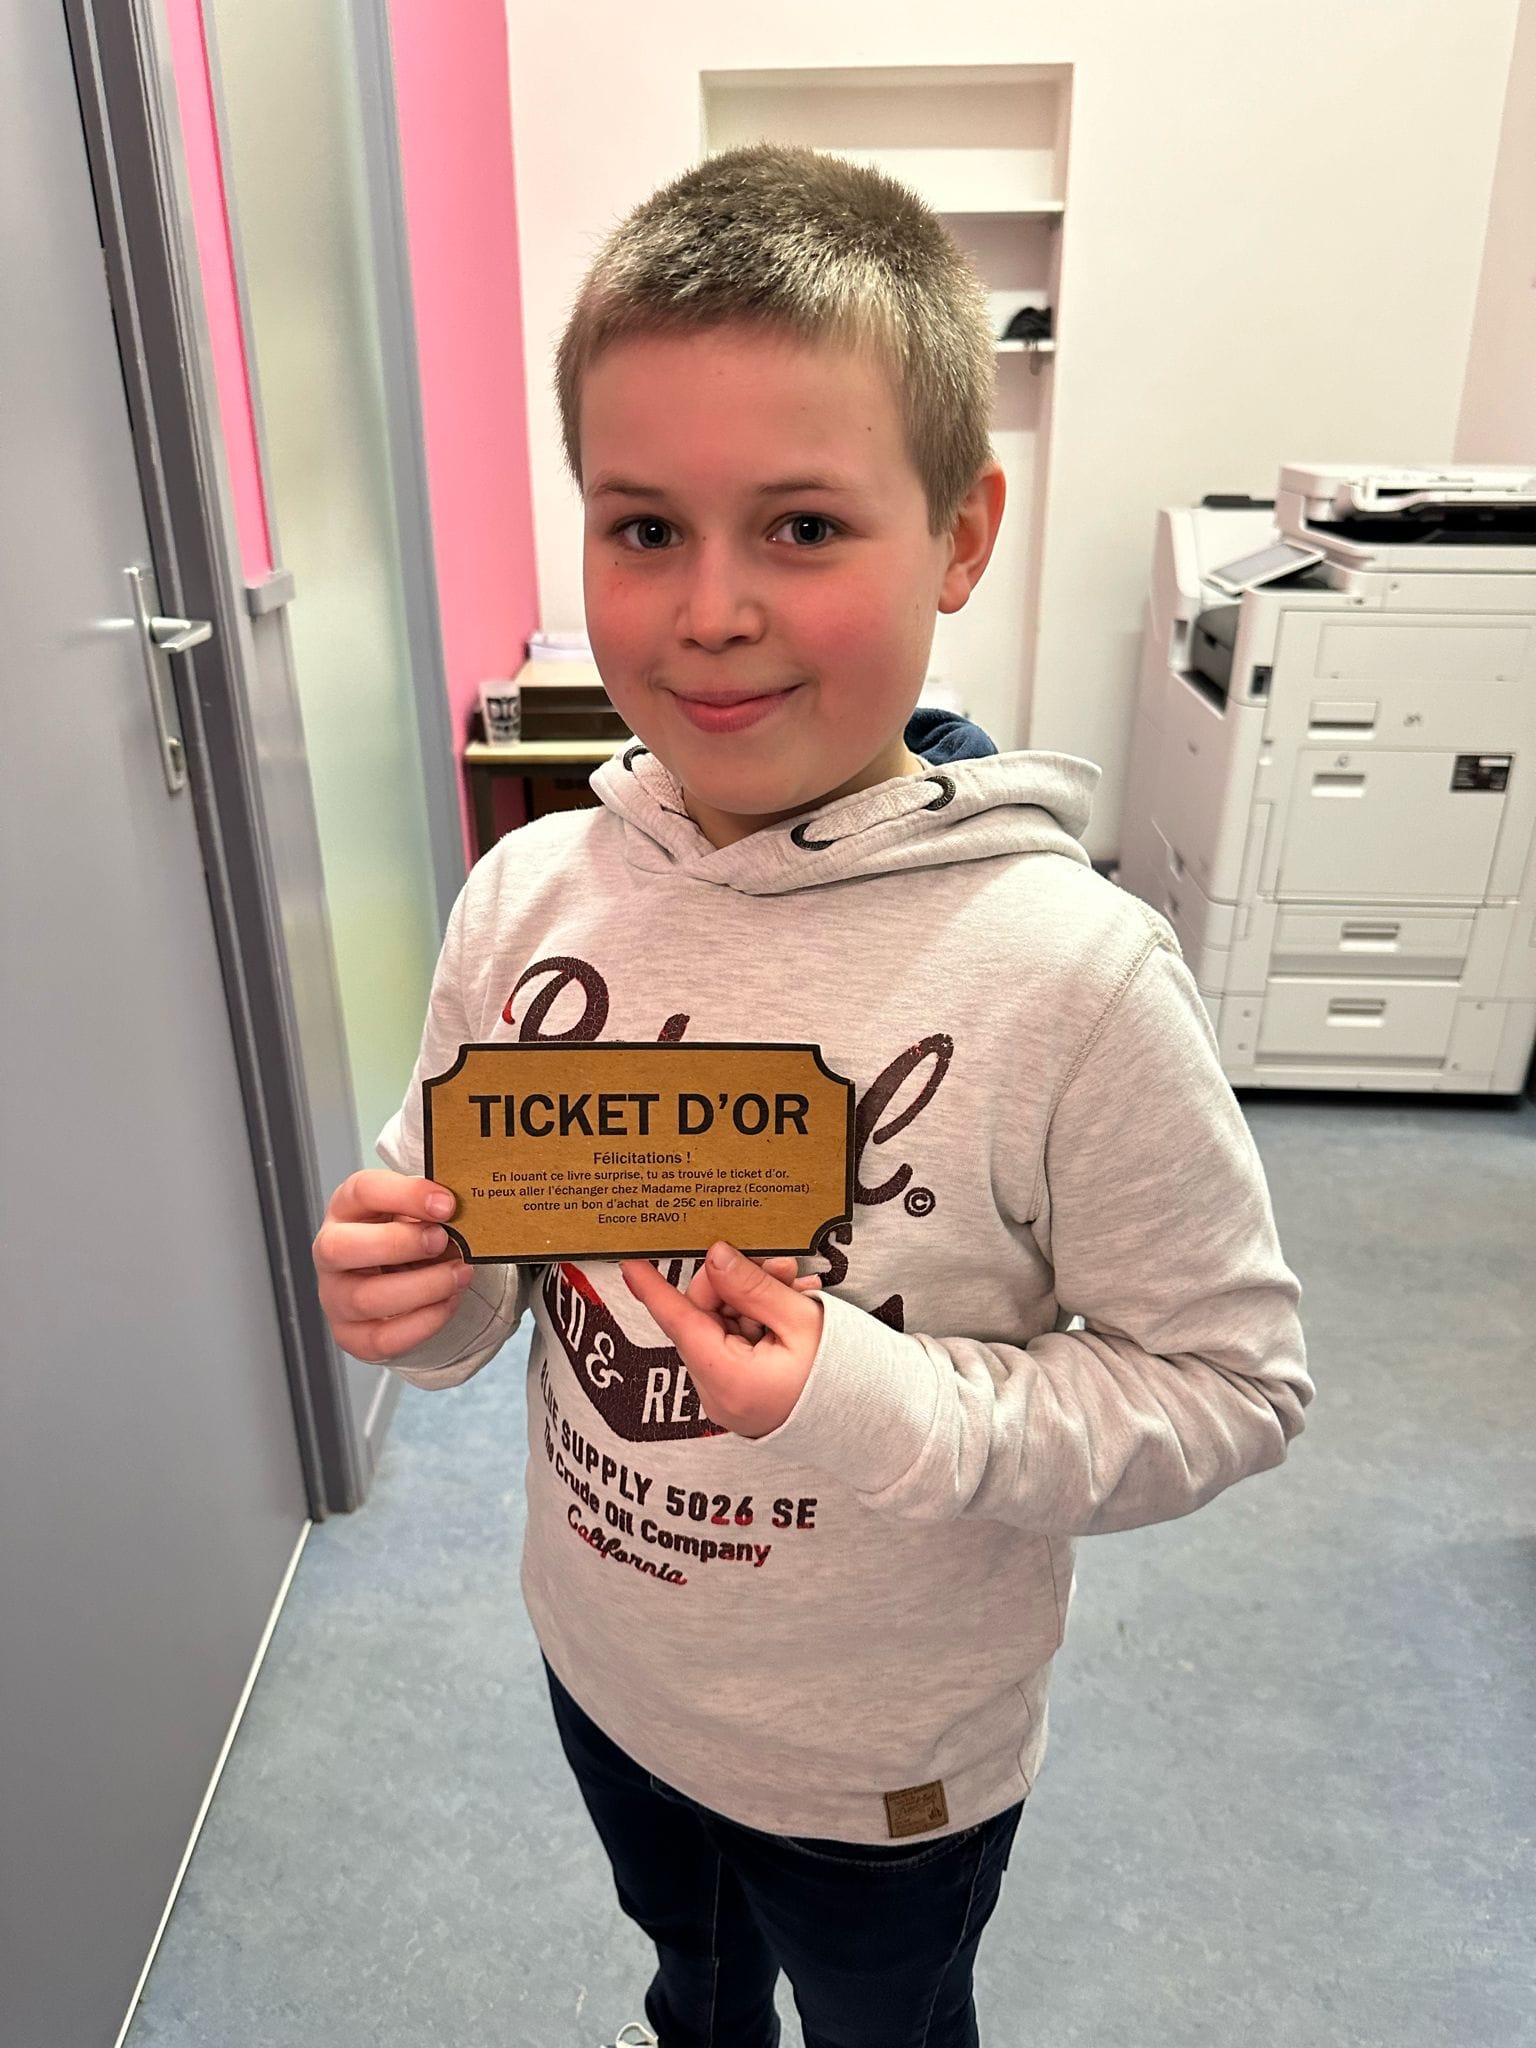 TICKET D'OR
Félicitations !
En louant ce livre surprise, tu as trouvé le ticket d'or.
Tu peux aller l'échanger chez Madame Piraprez (Economat)
contre un bon d'achat de 25€ en librairie.
Encore BRAVO !
©
& RE
SUPPLY 5026 SE
The Crude Oil Company
California